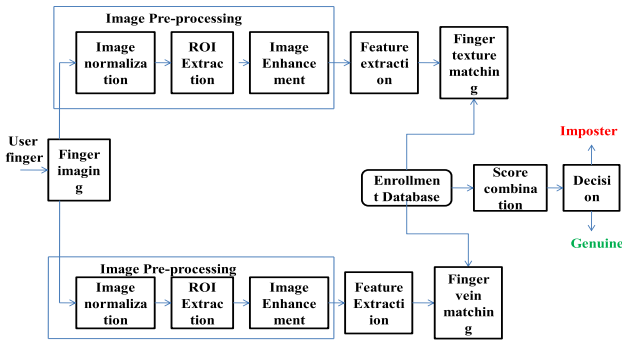 Image Pre-processing
Image
normaliza
tion
ROI
Extrac
tion
Image
Enhance
ment
Feature
extracti
on
Finger
texture
matchin
g
User
finger
Finger
imagin
g
Enrollmen
t Database
Score
combina
tion
Decisi
on
Imposter
Genuine
Image Pre-processing
Image
normaliza
tion
ROI
Extrac
tion
Image
Enhance
ment
Feature
Extracti
on
Finger
vein
matchin
g